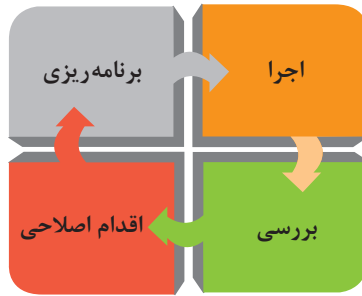 اجرا
برنامه‌ریزی
بررسی
اقدام اصلاحی